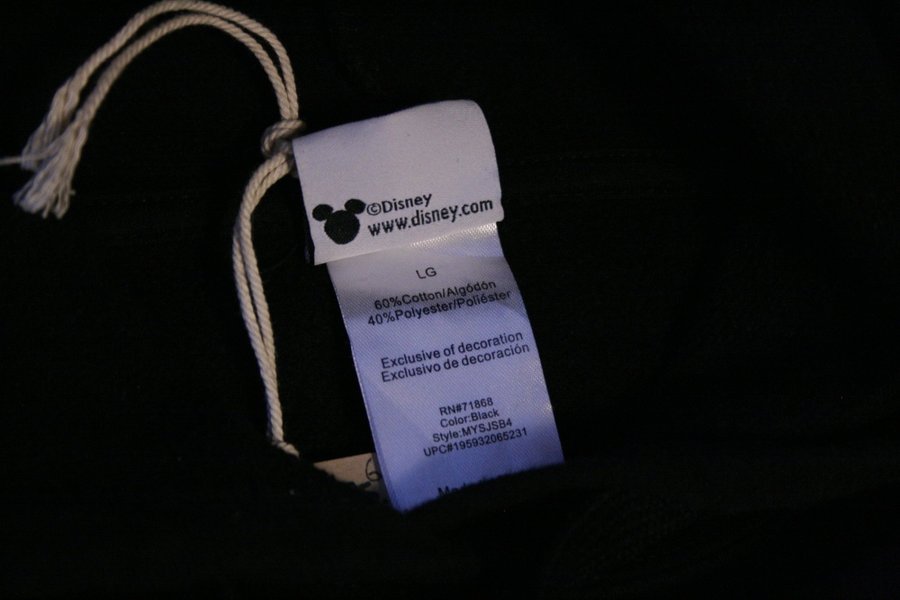 ©Disney
www.disney.com
LG
60%Cotton/Algódón
40%Polyester/Poliéster
Exclusive of decoration
Exclusivo de decoración
RN#71868
Color:Black
Style:MYSJSB4
UPC#195932065231